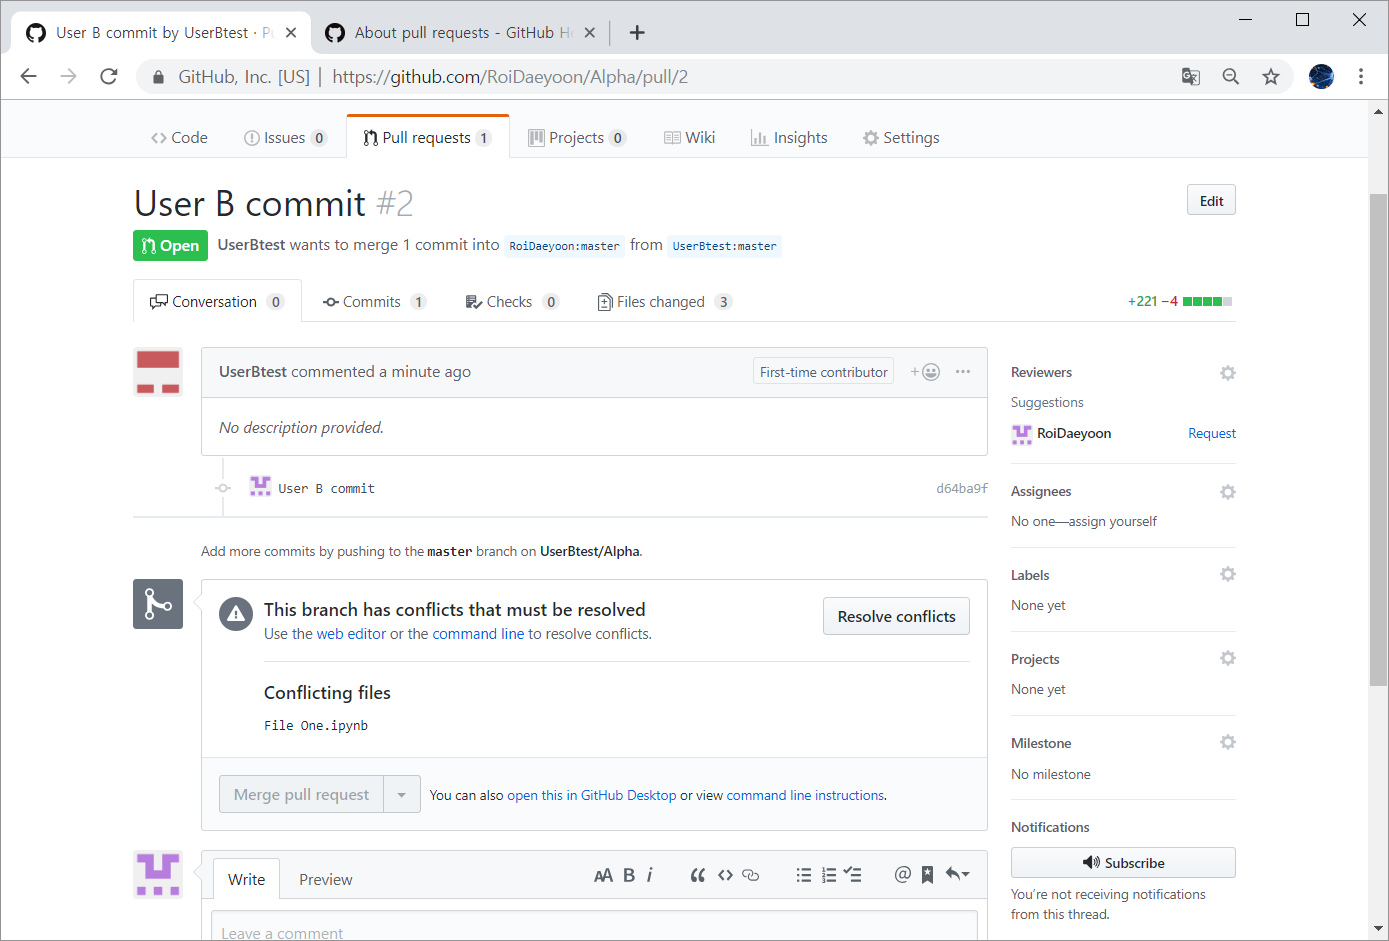 User B commit by UserBtest · Pu
About pull requests - GitHub He
GitHub, Inc. [US] | https://github.com/RoiDaeyoon/Alpha/pull/2
Code Issues 0 Pull requests 1 Projects 0 Wiki Insights Settings
User B commit #2
Edit
Open UserBtest wants to merge 1 commit into RoiDaeyoon:master from UserBtest:master
Conversation 0 Commits 1 Checks 0 Files changed 3
+221 −4
UserBtest commented a minute ago
First-time contributor
No description provided.
User B commit
d64ba9f
Add more commits by pushing to the master branch on UserBtest/Alpha.
This branch has conflicts that must be resolved
Use the web editor or the command line to resolve conflicts.
Resolve conflicts
Conflicting files
File One.ipynb
Merge pull request
You can also open this in GitHub Desktop or view command line instructions.
Write Preview
AA B i
Leave a comment
Reviewers
Suggestions
RoiDaeyoon Request
Assignees
No one—assign yourself
Labels
None yet
Projects
None yet
Milestone
No milestone
Notifications
Subscribe
You're not receiving notifications
from this thread.